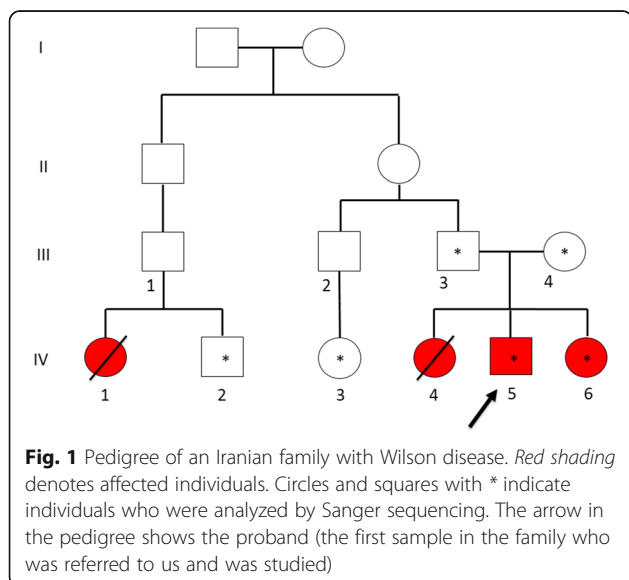 I
II
III
* *
1 2 3 4
IV
* * * *
1 2 3 4 5 6
Fig. 1 Pedigree of an Iranian family with Wilson disease. Red shading
denotes affected individuals. Circles and squares with * indicate
individuals who were analyzed by Sanger sequencing. The arrow in
the pedigree shows the proband (the first sample in the family who
was referred to us and was studied)